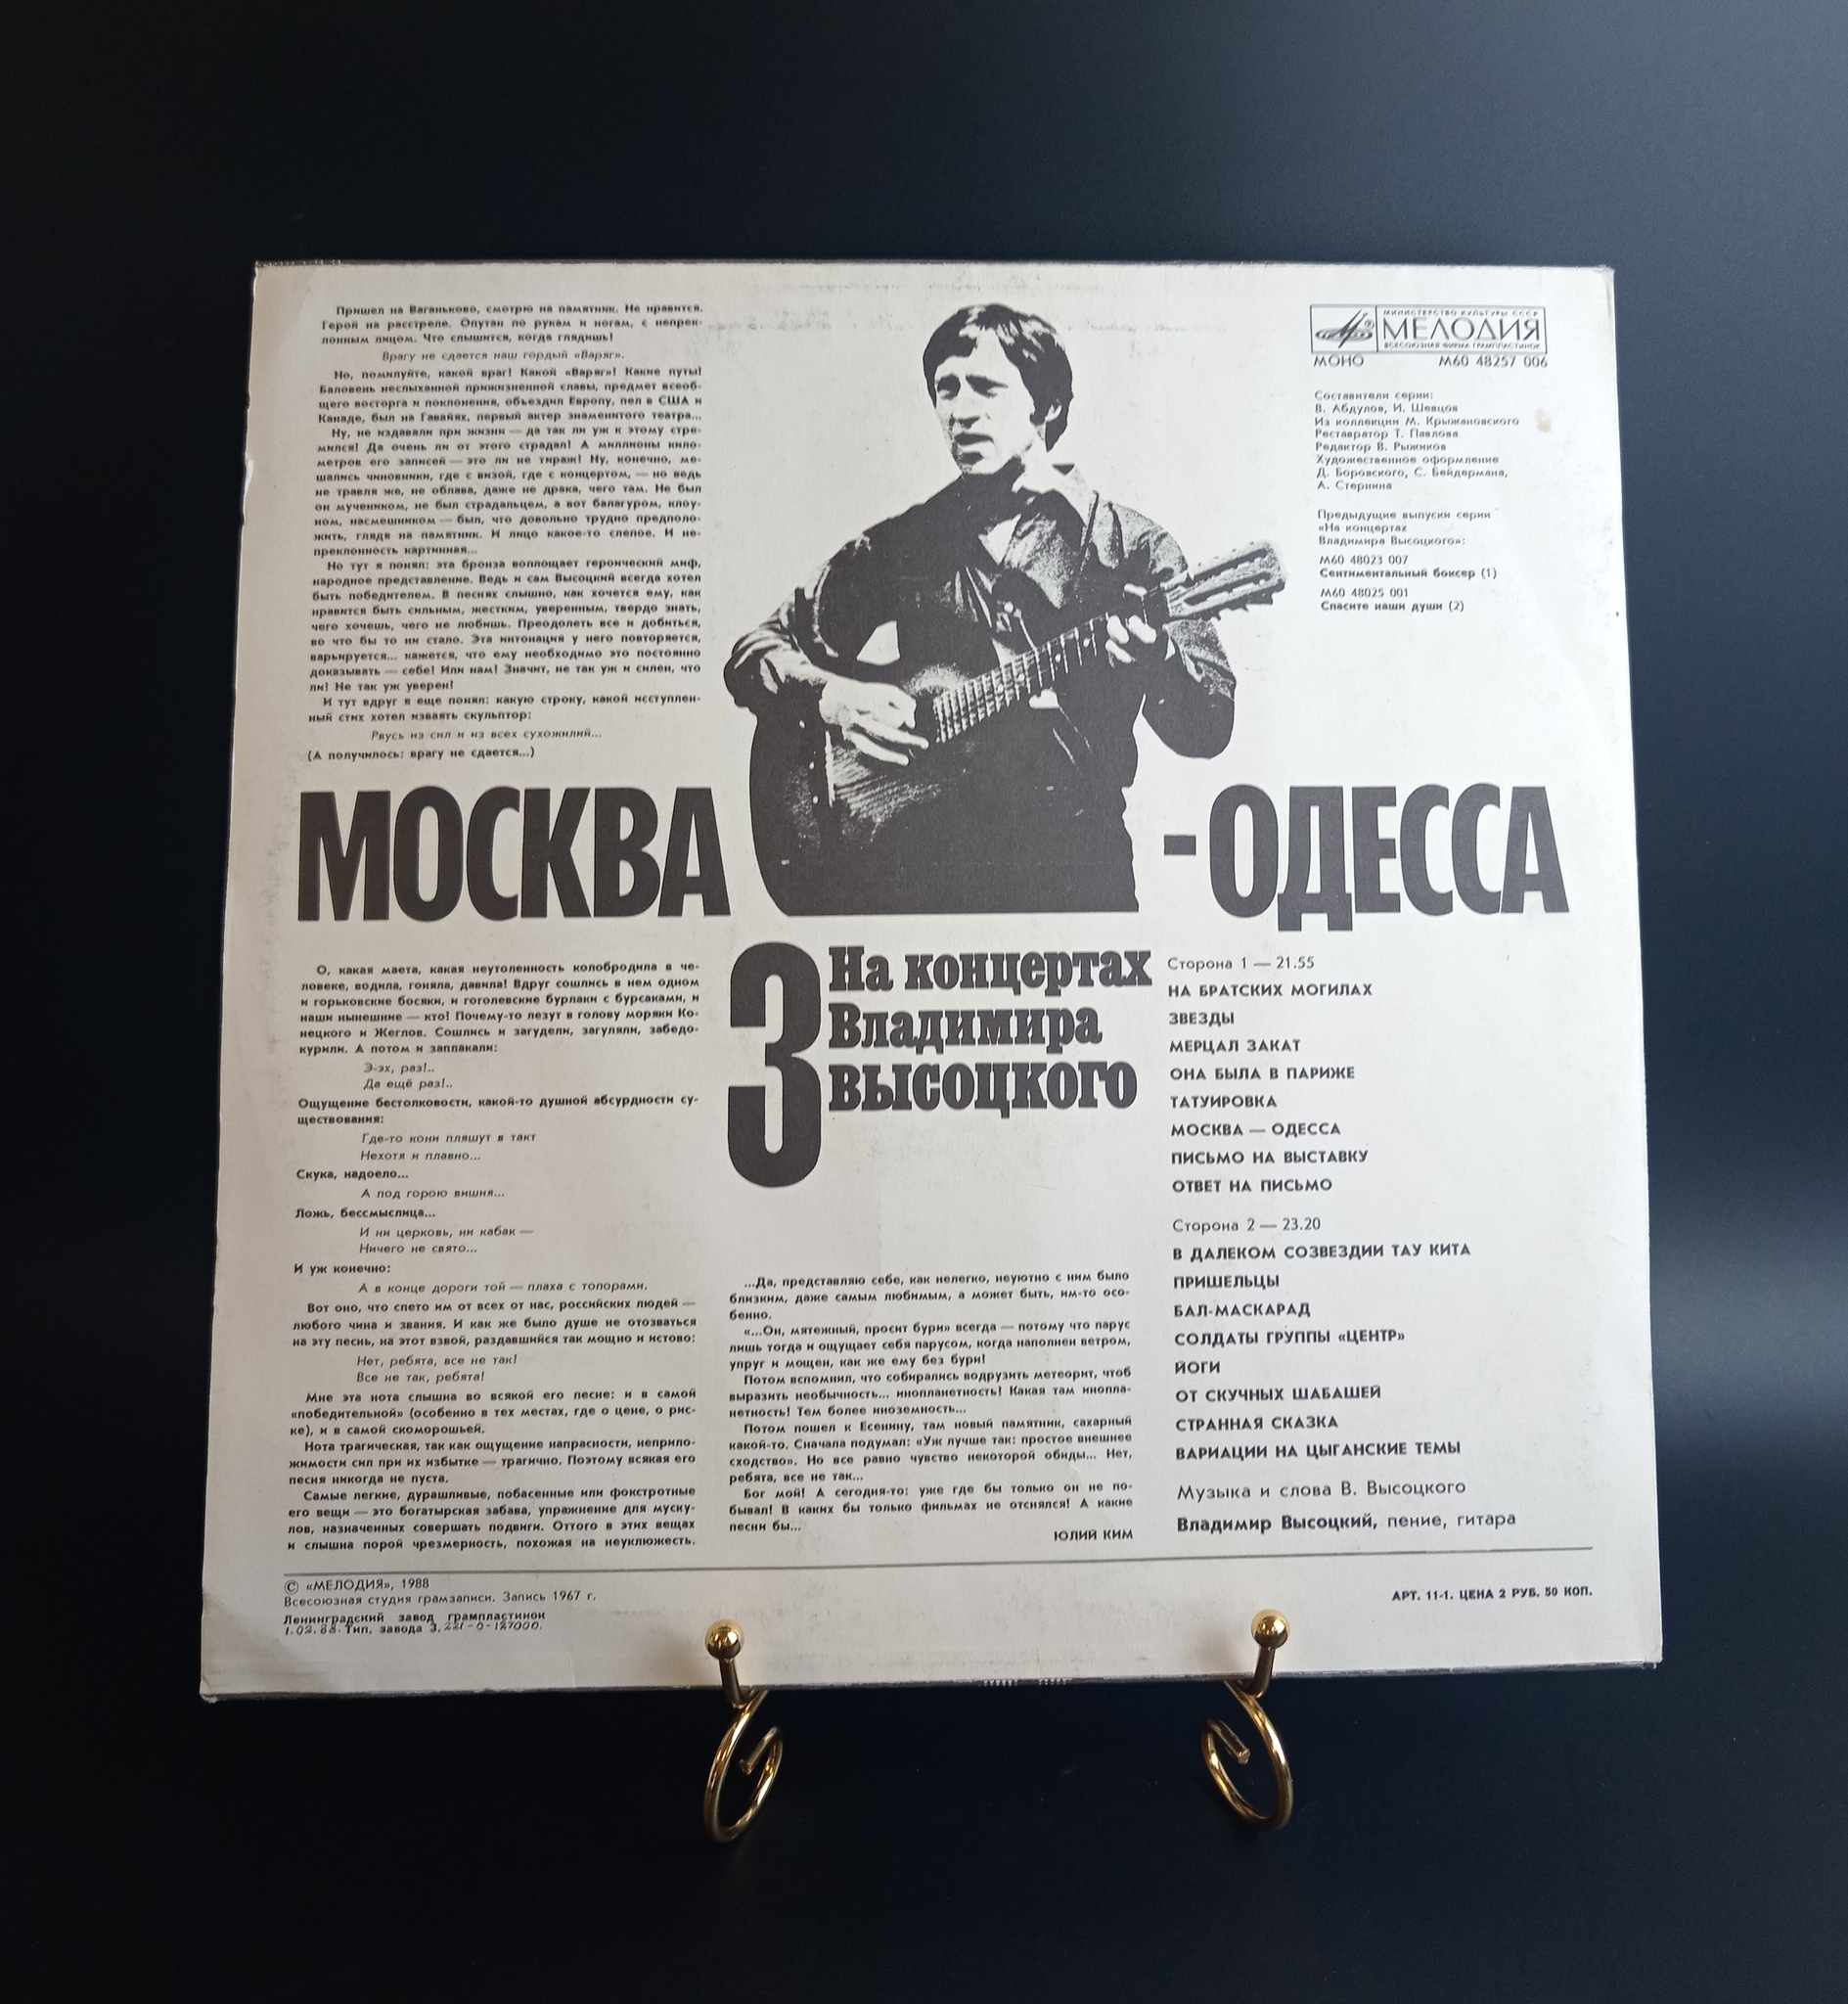 Пришел на Ваганьково, смотрю на памятник. Не нравится.
Герой на расстреле. Опутан по рукам и ногам, с непрек-
лонным лицом. Что слышится, когда глядишь!
Врагу не сдается наш гордый «Варяг».
Но, помилуйте, какой враг! Какой «Варяг»! Какие путы!
Баловень неслыханной прижизненной славы, предмет всеоб-
щего восторга и поклонения, объездил Европу, пел в США и
Канаде, был на Гавайях, первый актер знаменитого театра...
Ну, не издавали при жизни — да так ли уж к этому стре-
мился! Да очень ли от этого страдал! А миллионы кило-
метров его записей — это ли не тираж! Ну, конечно, ме-
шались чиновники, где с визой, где с концертом, — но ведь
не травля же, не облава, даже не драка, чего там. Не был
он мучеником, не был страдальцем, а вот балагуром, клоу-
ном, насмешником — был, что довольно трудно предполо-
жить, глядя на памятник. И лицо какое-то слепое. И не-
преклонность картинная...
Но тут я понял: эта бронза воплощает героический миф,
народное представление. Ведь и сам Высоцкий всегда хотел
быть победителем. В песнях слышно, как хочется ему, как
нравится быть сильным, жестким, уверенным, твердо знать,
чего хочешь, чего не любишь. Преодолеть все и добиться,
во что бы то ни стало. Эта интонация у него повторяется,
варьируется... кажется, что ему необходимо это постоянно
доказывать — себе! Или нам! Значит, не так уж и силен, что
ли! Не так уж уверен!
И тут вдруг я еще понял: какую строку, какой исступлен-
ный стих хотел изваять скульптор:
Рвусь из сил и из всех сухожилий...
(А получилось: врагу не сдается...)
МИНИСТЕРСТВО КУЛЬТУРЫ СССР
МЕЛОДИЯ
ВСЕСОЮЗНАЯ ФИРМА ГРАМПЛАСТИНОК
МОНО М60 48257 006
Составители серии:
В. Абдулов, И. Шевцов
Из коллекции М. Крыжановского
Реставратор Т. Павлова
Редактор В. Рыжиков
Художественное оформление
Д. Боровского, С. Бейдермана,
А. Стернина
Предыдущие выпуски серии
«На концертах
Владимира Высоцкого»:
М60 48023 007
Сентиментальный боксер (1)
М60 48025 001
Спасите наши души (2)
МОСКВА -ОДЕССА
3 На концертах
Владимира
Высоцкого
О, какая маета, какая неутоленность колобродила в че-
ловеке, водила, гоняла, давила! Вдруг сошлись в нем одном
и горьковские босяки, и гоголевские бурлаки с бурсаками, и
наши нынешние — кто! Почему-то лезут в голову моряки Ко-
нецкого и Жеглов. Сошлись и загудели, загуляли, забедо-
курили. А потом и заплакали:
Э-эх, раз!..
Да ещё раз!..
Ощущение бестолковости, какой-то душной абсурдности су-
ществования:
Где-то кони пляшут в такт
Нехотя и плавно...
Скука, надоело...
А под горою вишня...
Ложь, бессмыслица...
И ни церковь, ни кабак —
Ничего не свято...
И уж конечно:
А в конце дороги той — плаха с топорами.
Вот оно, что спето им от всех от нас, российских людей —
любого чина и звания. И как же было душе не отозваться
на эту песнь, на этот взвой, раздавшийся так мощно и истово:
Нет, ребята, все не так!
Все не так, ребята!
Мне эта нота слышна во всякой его песне: и в самой
«победительной» (особенно в тех местах, где о цене, о рис-
ке), и в самой скоморошьей.
Нота трагическая, так как ощущение напрасности, неприло-
жимости сил при их избытке — трагично. Поэтому всякая его
песня никогда не пуста.
Самые легкие, дурашливые, побасенные или фокстротные
его вещи — это богатырская забава, упражнение для муску-
лов, назначенных совершать подвиги. Оттого в этих вещах
и слышна порой чрезмерность, похожая на неуклюжесть.
...Да, представляю себе, как нелегко, неуютно с ним было
близким, даже самым любимым, а может быть, им-то осо-
бенно.
«...Он, мятежный, просит бури» всегда — потому что парус
лишь тогда и ощущает себя парусом, когда наполнен ветром,
упруг и мощен, как же ему без бури!
Потом вспомнил, что собирались водрузить метеорит, чтоб
выразить необычность... инопланетность! Какая там инопла-
нетность! Тем более иноземность...
Потом пошел к Есенину, там новый памятник, сахарный
какой-то. Сначала подумал: «Уж лучше так: простое внешнее
сходство». Но все равно чувство некоторой обиды... Нет,
ребята, все не так...
Бог мой! А сегодня-то: уже где бы только он не по-
бывал! В каких бы только фильмах не отснялся! А какие
песни бы...
ЮЛИЙ КИМ
Сторона 1 — 21.55
НА БРАТСКИХ МОГИЛАХ
ЗВЕЗДЫ
МЕРЦАЛ ЗАКАТ
ОНА БЫЛА В ПАРИЖЕ
ТАТУИРОВКА
МОСКВА — ОДЕССА
ПИСЬМО НА ВЫСТАВКУ
ОТВЕТ НА ПИСЬМО
Сторона 2 — 23.20
В ДАЛЕКОМ СОЗВЕЗДИИ ТАУ КИТА
ПРИШЕЛЬЦЫ
БАЛ-МАСКАРАД
СОЛДАТЫ ГРУППЫ «ЦЕНТР»
ЙОГИ
ОТ СКУЧНЫХ ШАБАШЕЙ
СТРАННАЯ СКАЗКА
ВАРИАЦИИ НА ЦЫГАНСКИЕ ТЕМЫ
Музыка и слова В. Высоцкого
Владимир Высоцкий, пение, гитара
© «МЕЛОДИЯ», 1988
Всесоюзная студия грамзаписи. Запись 1967 г.
Ленинградский завод грампластинок
1.02.88. Тип. завода З. 221-0-127000.
АРТ. 11-1. ЦЕНА 2 РУБ. 50 КОП.